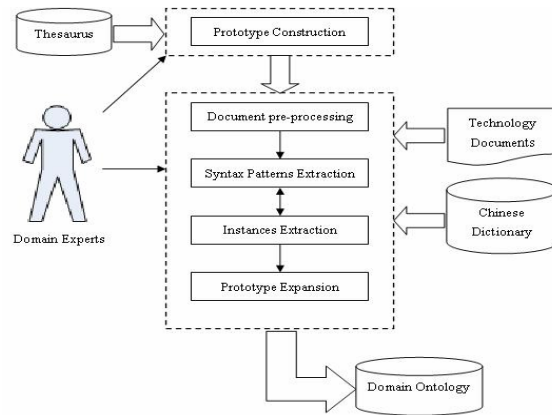 Thesaurus
Prototype Construction
Document pre-processing
Technology
Documents
Syntax Patterns Extraction
Chinese
Dictionary
Instances Extraction
Domain Experts
Prototype Expansion
Domain Ontology